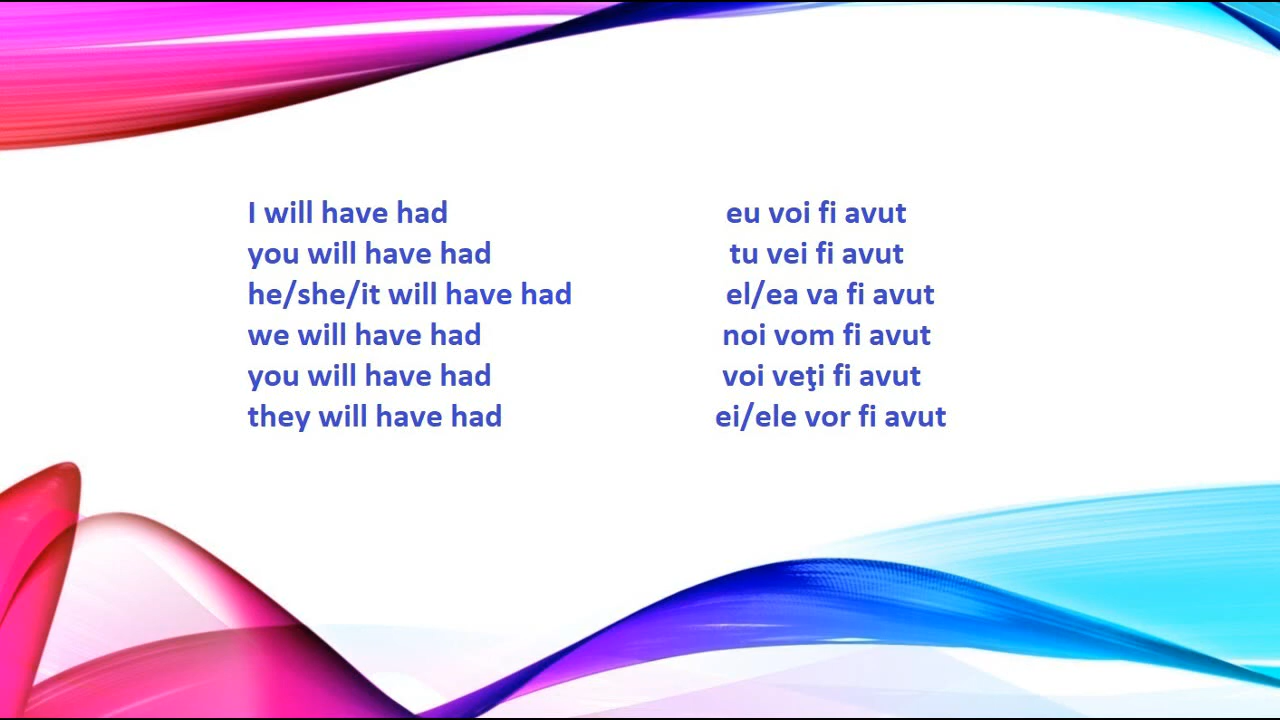 I will have had eu voi fi avut
you will have had tu vei fi avut
he/she/it will have had el/ea va fi avut
we will have had noi vom fi avut
you will have had voi veţi fi avut
they will have had ei/ele vor fi avut